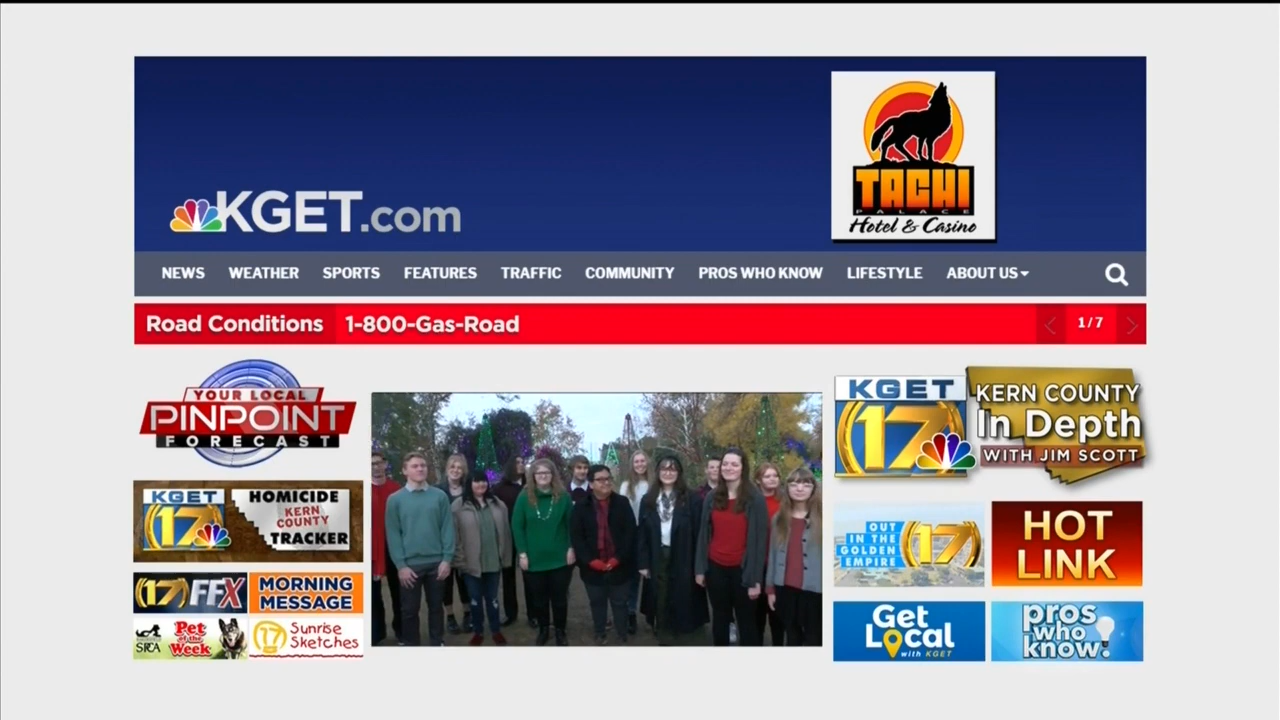 TACHI
PALACE
Hotel & Casino
KGET.com
NEWS WEATHER SPORTS FEATURES TRAFFIC COMMUNITY PROS WHO KNOW LIFESTYLE ABOUT US
Road Conditions 1-800-Gas-Road 1/7
YOUR LOCAL
PINPOINT
FORECAST
KGET
17
HOMICIDE
KERN
COUNTY
TRACKER
17 FFX
MORNING
MESSAGE
SPCA
Pet
of the
Week
17
Sunrise
Sketches
KGET
17
KERN COUNTY
In Depth
WITH JIM SCOTT
OUT
IN THE
GOLDEN
EMPIRE
17
HOT
LINK
Get
Local
with KGET
pros
who
know!